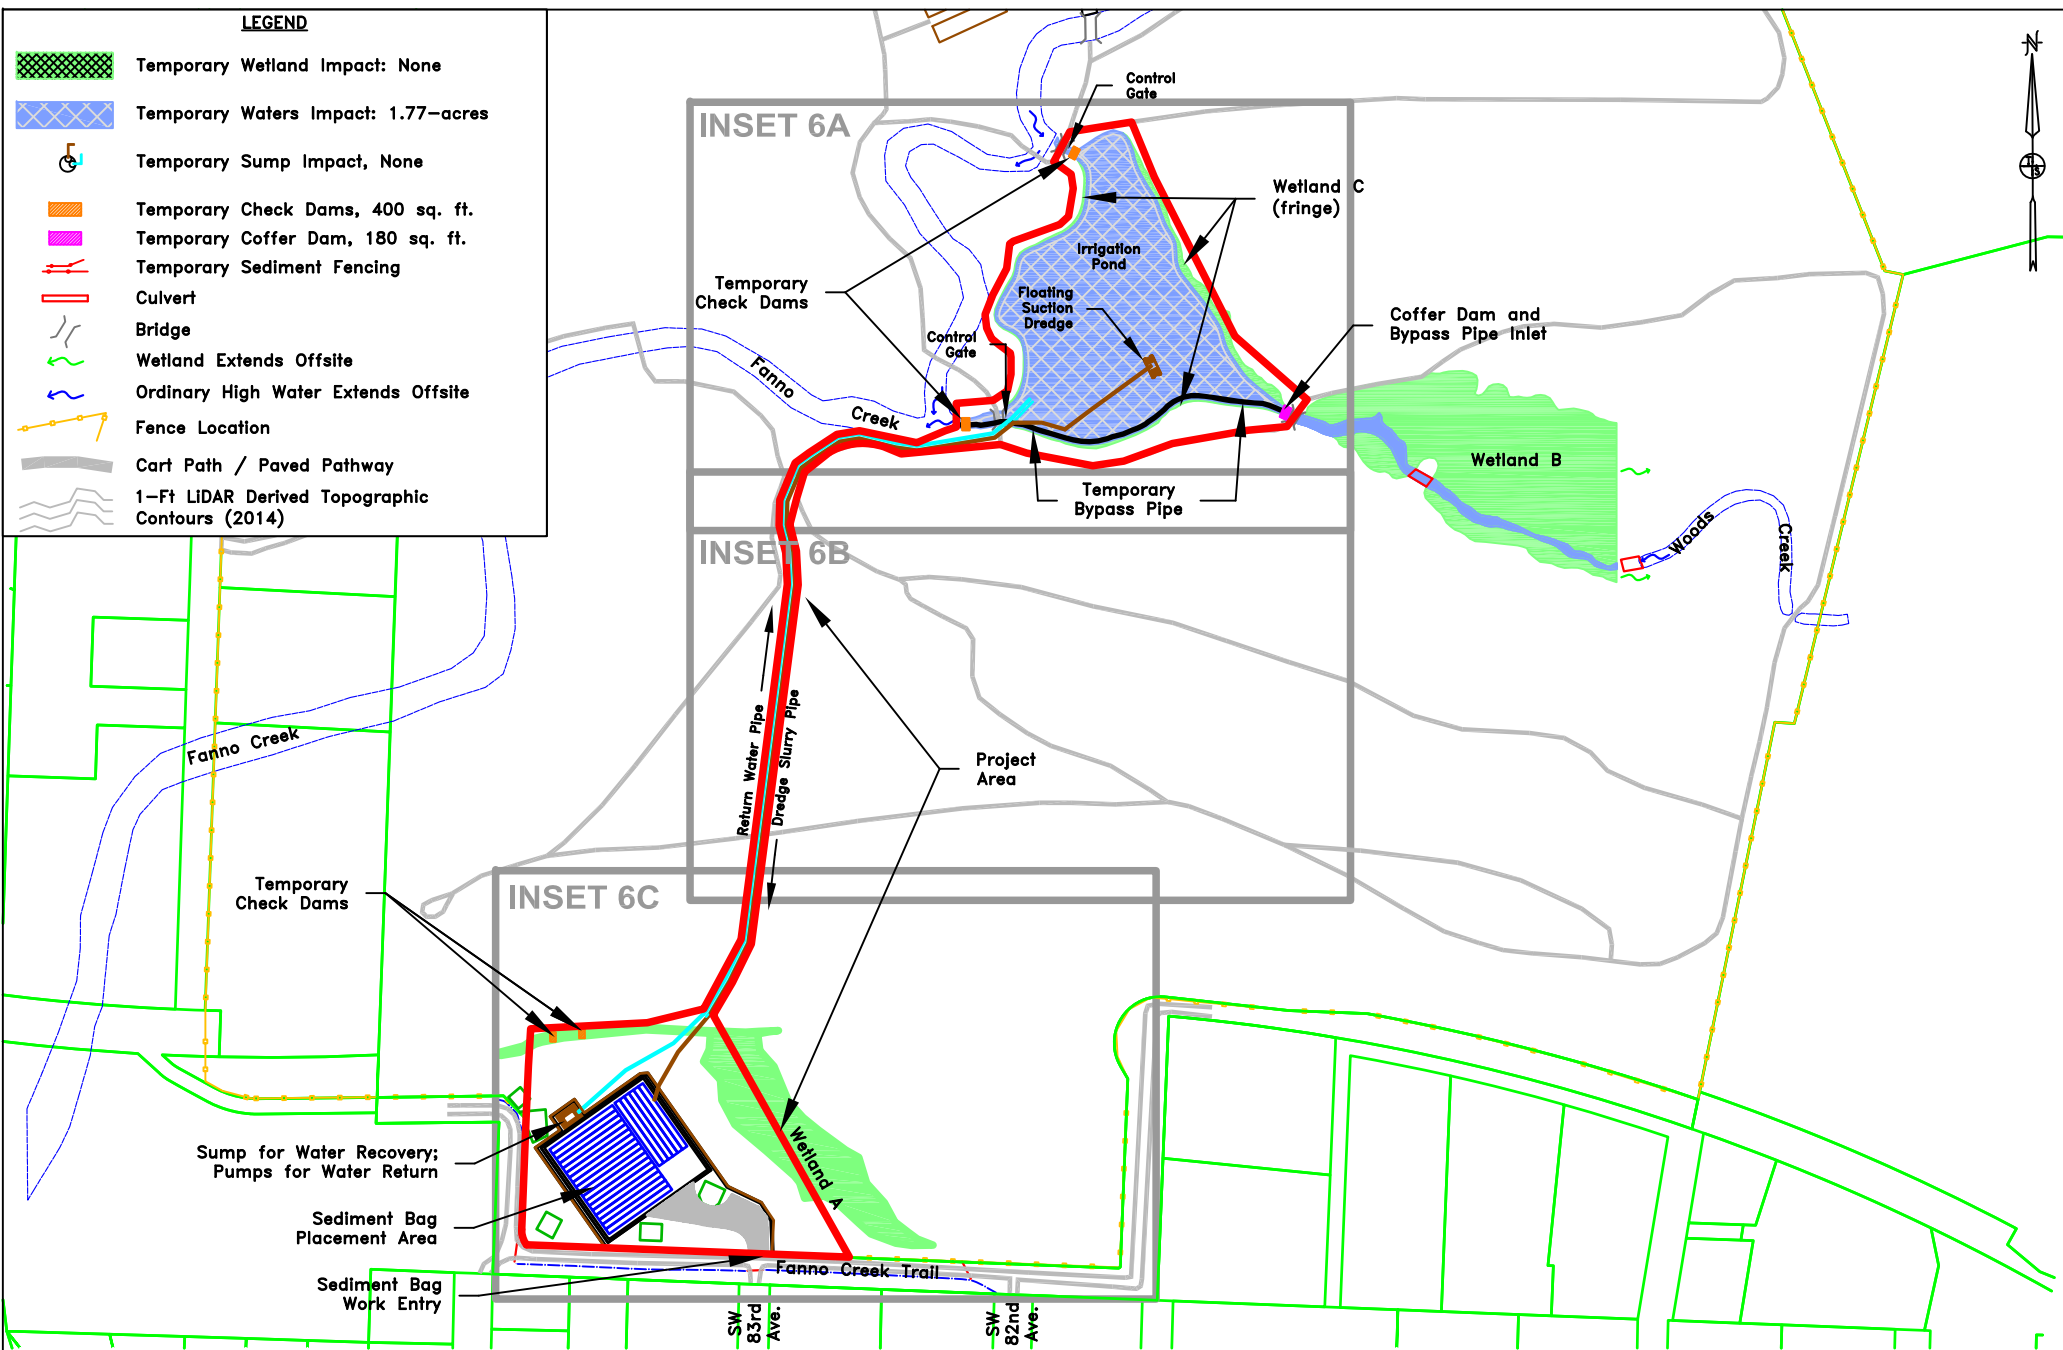 LEGEND
Temporary Wetland Impact: None
Temporary Waters Impact: 1.77-acres
Temporary Sump Impact, None
Temporary Check Dams, 400 sq. ft.
Temporary Coffer Dam, 180 sq. ft.
Temporary Sediment Fencing
Culvert
Bridge
Wetland Extends Offsite
Ordinary High Water Extends Offsite
Fence Location
Cart Path / Paved Pathway
1-Ft LiDAR Derived Topographic
Contours (2014)
N
Control
Gate
INSET 6A
Wetland C
(fringe)
Irrigation
Pond
Temporary
Check Dams
Floating
Suction
Dredge
Coffer Dam and
Bypass Pipe Inlet
Control
Gate
Fanno
Creek
Wetland B
Temporary
Bypass Pipe
Woods
Creek
INSET 6B
Return Water Pipe
Dredge Slurry Pipe
Project
Area
Fanno Creek
Temporary
Check Dams
INSET 6C
Wetland A
Sump for Water Recovery;
Pumps for Water Return
Sediment Bag
Placement Area
Sediment Bag
Work Entry
Fanno Creek Trail
SW
83rd
Ave.
SW
82nd
Ave.